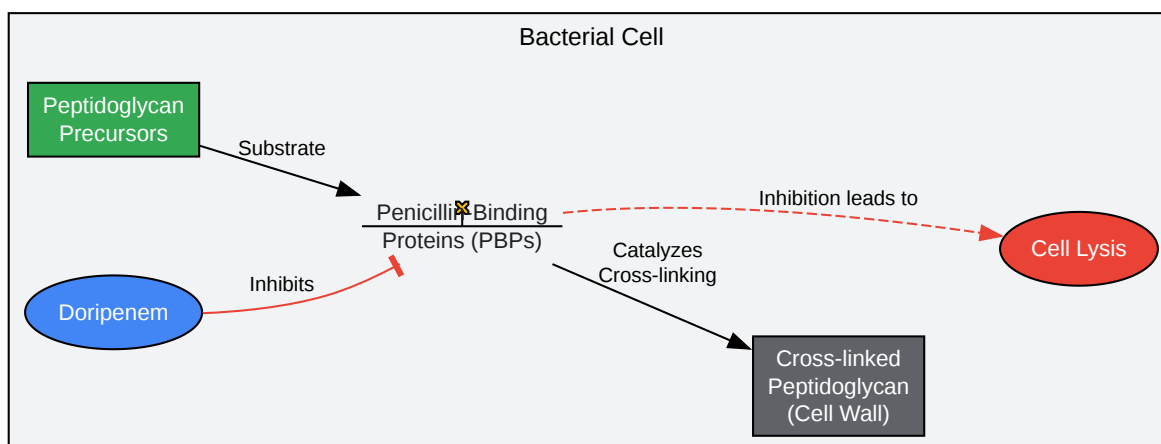 Bacterial Cell
Peptidoglycan
Precursors
Substrate
Penicillin-Binding
Proteins (PBPs)
Inhibition leads to
Cell Lysis
Catalyzes
Cross-linking
Inhibits
Doripenem
Cross-linked
Peptidoglycan
(Cell Wall)